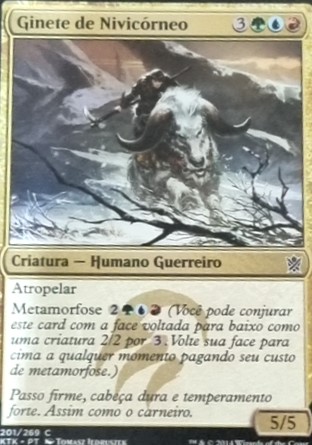 Ginete de Nivicórneo 3
Criatura — Humano Guerreiro
Atropelar
Metamorfose 2 (Você pode conjurar
este card com a face voltada para baixo como
uma criatura 2/2 por 3. Volte sua face para
cima a qualquer momento pagando seu custo
de metamorfose.)
Passo firme, cabeça dura e temperamento
forte. Assim como o carneiro.
5/5
201/269 C
KTK • PT Tomasz Jedruszek ™ & © 2014 Wizards of the Coast